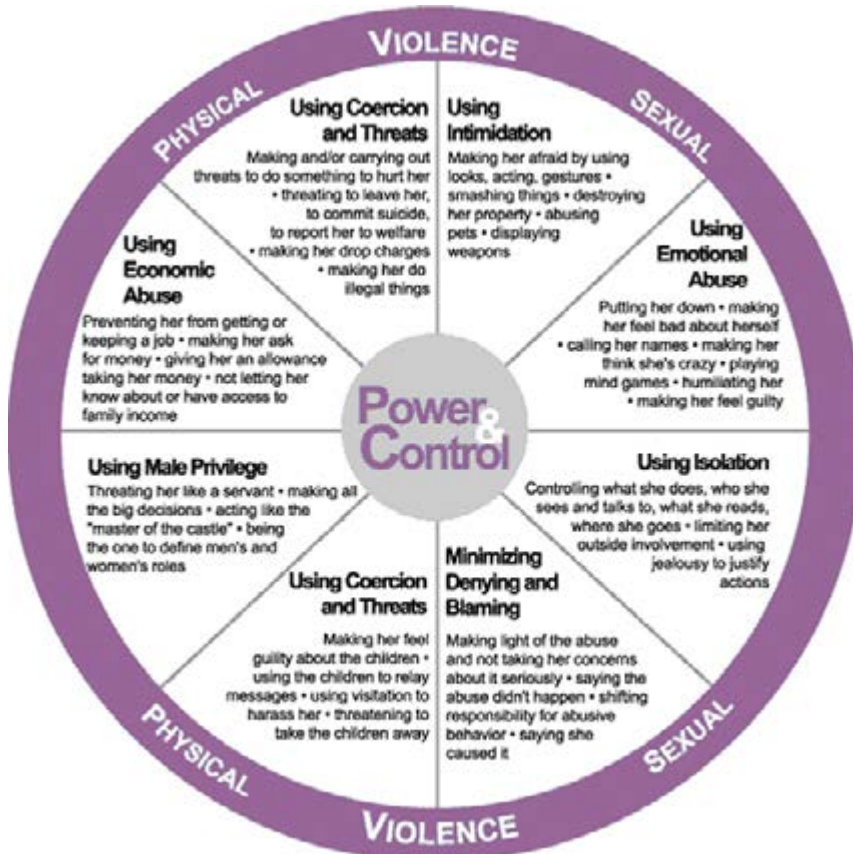 VIOLENCE
PHYSICAL
SEXUAL
Using Coercion
and Threats
Making and/or carrying out
threats to do something to hurt her
• threating to leave her,
to commit suicide,
to report her to welfare
• making her drop charges
• making her do
illegal things
Using
Intimidation
Making her afraid by using
looks, acting, gestures •
smashing things • destroying
her property • abusing
pets • displaying
weapons
Using
Economic
Abuse
Preventing her from getting or
keeping a job • making her ask
for money • giving her an allowance
taking her money • not letting her
know about or have access to
family income
Using
Emotional
Abuse
Putting her down • making
her feel bad about herself
• calling her names • making her
think she's crazy • playing
mind games • humiliating her
• making her feel guilty
Power
&
Control
Using Male Privilege
Threating her like a servant • making all
the big decisions • acting like the
"master of the castle" • being
the one to define men's and
women's roles
Using Isolation
Controlling what she does, who she
sees and talks to, what she reads,
where she goes • limiting her
outside involvement • using
jealousy to justify
actions
Using Coercion
and Threats
Making her feel
guility about the children •
using the children to relay
messages • using visitation to
harass her • threatening to
take the children away
Minimizing
Denying and
Blaming
Making light of the abuse
and not taking her concerns
about it seriously • saying the
abuse didn't happen • shifting
responsibility for abusive
behavior • saying she
caused it
PHYSICAL
SEXUAL
VIOLENCE